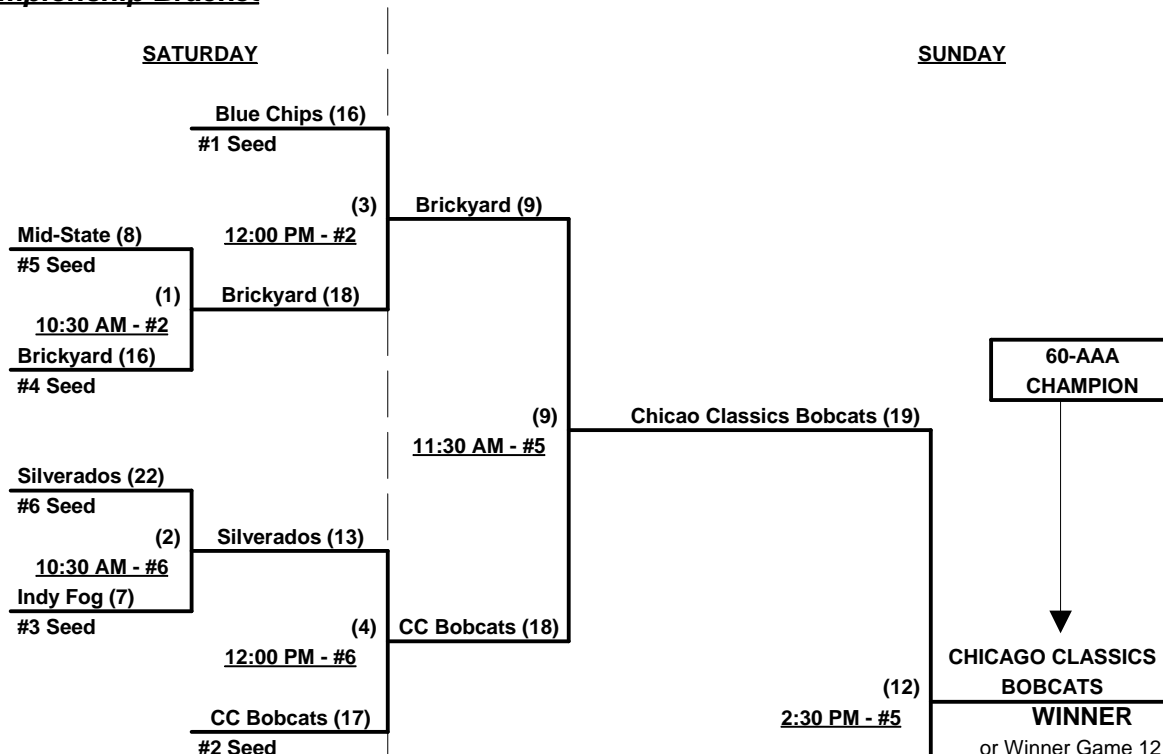 SATURDAY
SUNDAY
Blue Chips (16)
#1 Seed
(3)
Brickyard (9)
Mid-State (8)
12:00 PM - #2
#5 Seed
(1)
Brickyard (18)
10:30 AM - #2
Brickyard (16)
#4 Seed
60-AAA
CHAMPION
(9)
Chicao Classics Bobcats (19)
11:30 AM - #5
Silverados (22)
#6 Seed
(2)
Silverados (13)
10:30 AM - #6
Indy Fog (7)
#3 Seed
(4)
CC Bobcats (18)
12:00 PM - #6
CHICAGO CLASSICS
BOBCATS
(12)
CC Bobcats (17)
2:30 PM - #5
WINNER
#2 Seed
or Winner Game 12